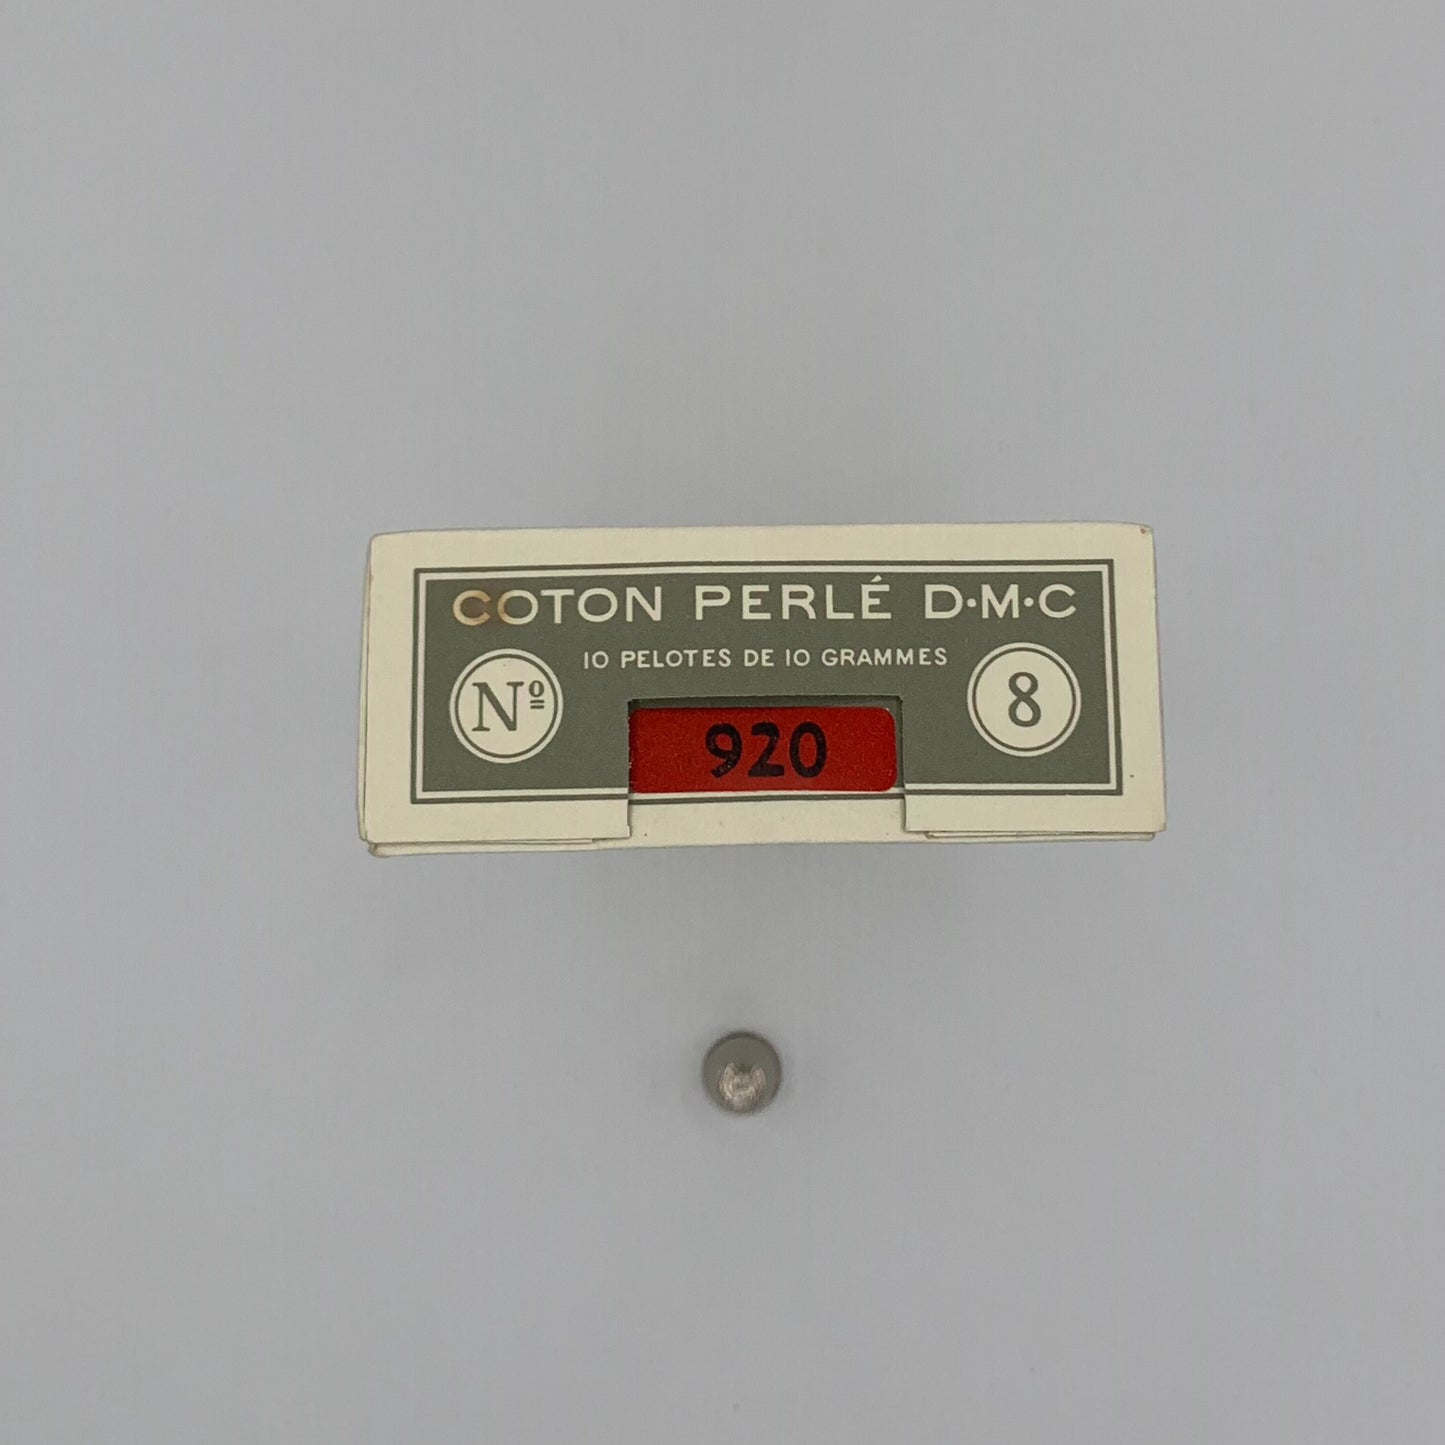 COTON PERLÉ D·M·C
10 PELOTES DE 10 GRAMMES
Nº
8
920